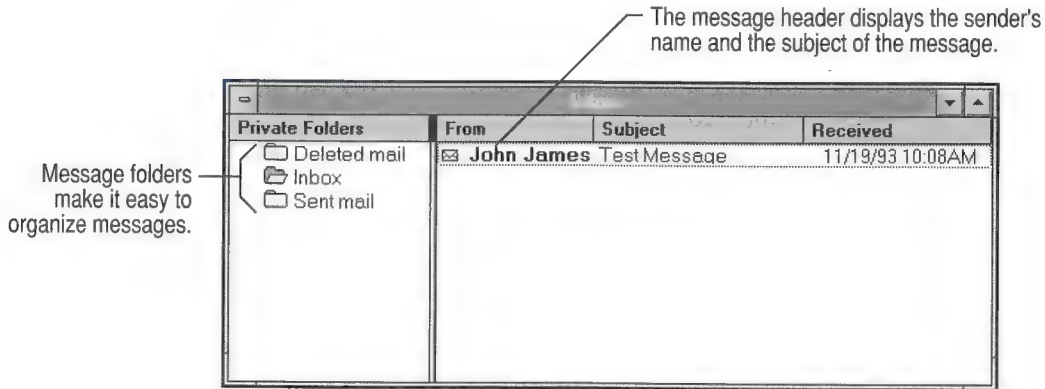 The message header displays the sender's
name and the subject of the message.
Private Folders
From
Subject
Received
Deleted mail
Inbox
Sent mail
John James Test Message 11/19/93 10:08AM
Message folders
make it easy to
organize messages.